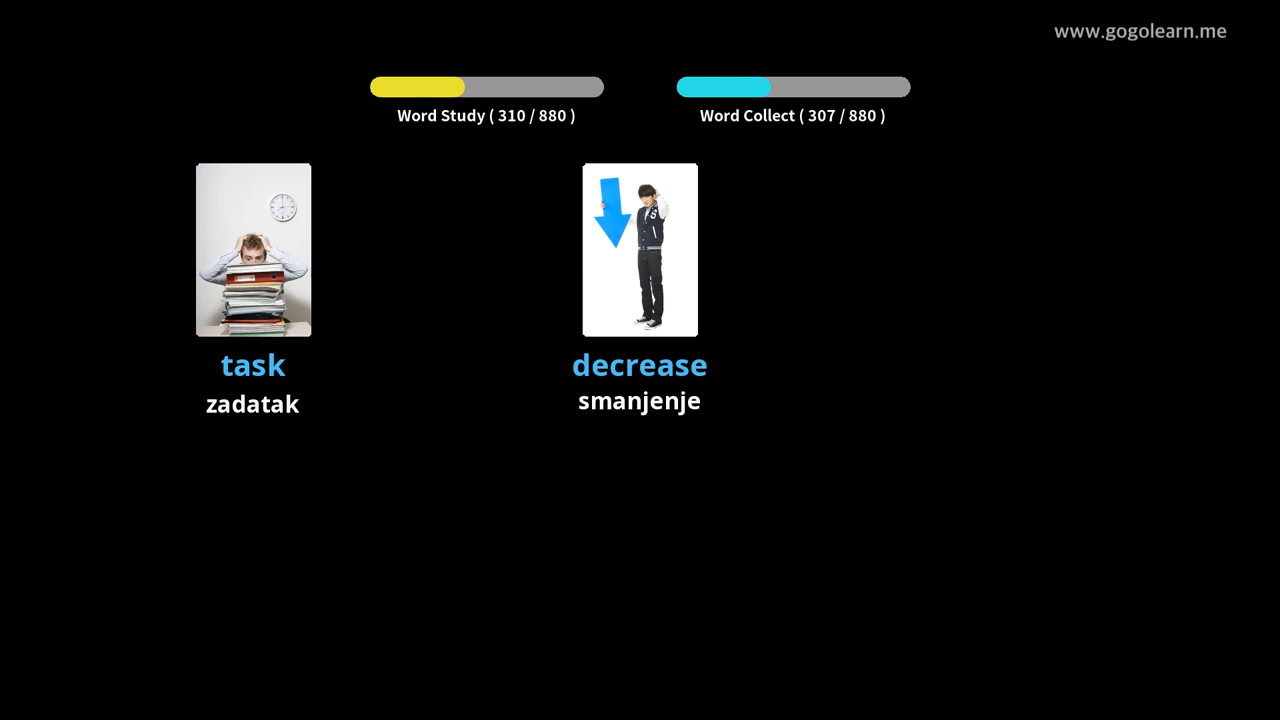 www.gogolearn.me
Word Study ( 310 / 880 )
Word Collect ( 307 / 880 )
task
zadatak
decrease
smanjenje